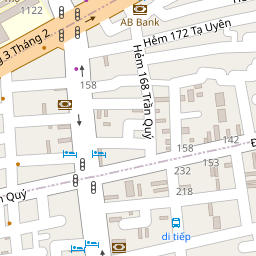 1122
AB Bank
Hẻm 172 Tạ Uyên
g 3 Tháng 2
Hẻm 168 Trần Quý
158
142
Đ
158
153
232
218
n Quý
di tiếp